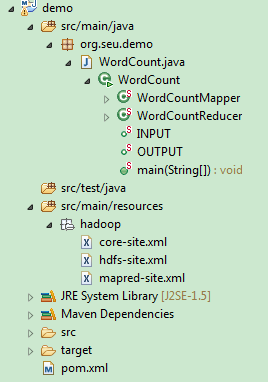 demo
src/main/java
org.seu.demo
WordCount.java
WordCount
WordCountMapper
WordCountReducer
INPUT
OUTPUT
main(String[]) : void
src/test/java
src/main/resources
hadoop
core-site.xml
hdfs-site.xml
mapred-site.xml
JRE System Library [J2SE-1.5]
Maven Dependencies
src
target
pom.xml